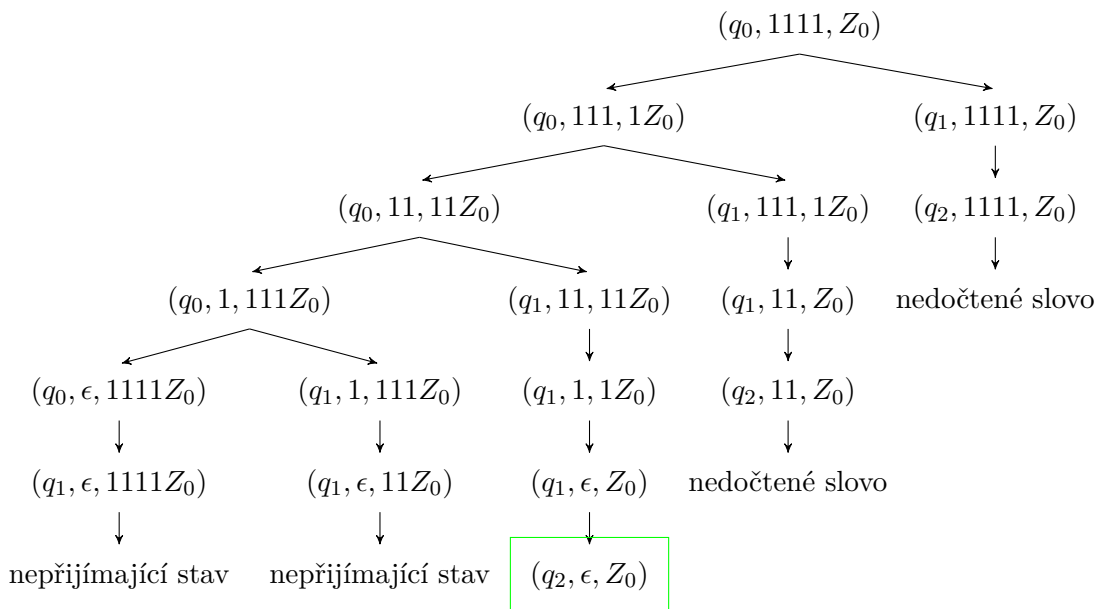 (q₀, 1111, Z₀)
(q₀, 111, 1Z₀) (q₁, 1111, Z₀)
(q₀, 11, 11Z₀) (q₁, 111, 1Z₀) (q₂, 1111, Z₀)
(q₀, 1, 111Z₀) (q₁, 11, 11Z₀) (q₁, 11, Z₀) nedočtené slovo
(q₀, ϵ, 1111Z₀) (q₁, 1, 111Z₀) (q₁, 1, 1Z₀) (q₂, 11, Z₀)
(q₁, ϵ, 1111Z₀) (q₁, ϵ, 11Z₀) (q₁, ϵ, Z₀) nedočtené slovo
nepřijímající stav nepřijímající stav (q₂, ϵ, Z₀)